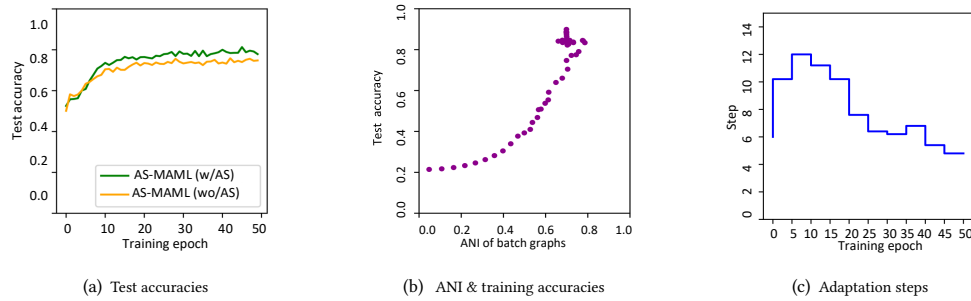 1.0
0.8
0.6
0.4
0.2
0.0
Test accuracy
AS-MAML (w/AS)
AS-MAML (wo/AS)
0 10 20 30 40 50
Training epoch
(a) Test accuracies
1.0
0.8
0.6
0.4
0.2
0.0
Test accuracy
0.0 0.2 0.4 0.6 0.8 1.0
ANI of batch graphs
(b) ANI & training accuracies
14
12
10
8
6
4
2
0
Step
0 5 10 15 20 25 30 35 40 45 50
Training epoch
(c) Adaptation steps